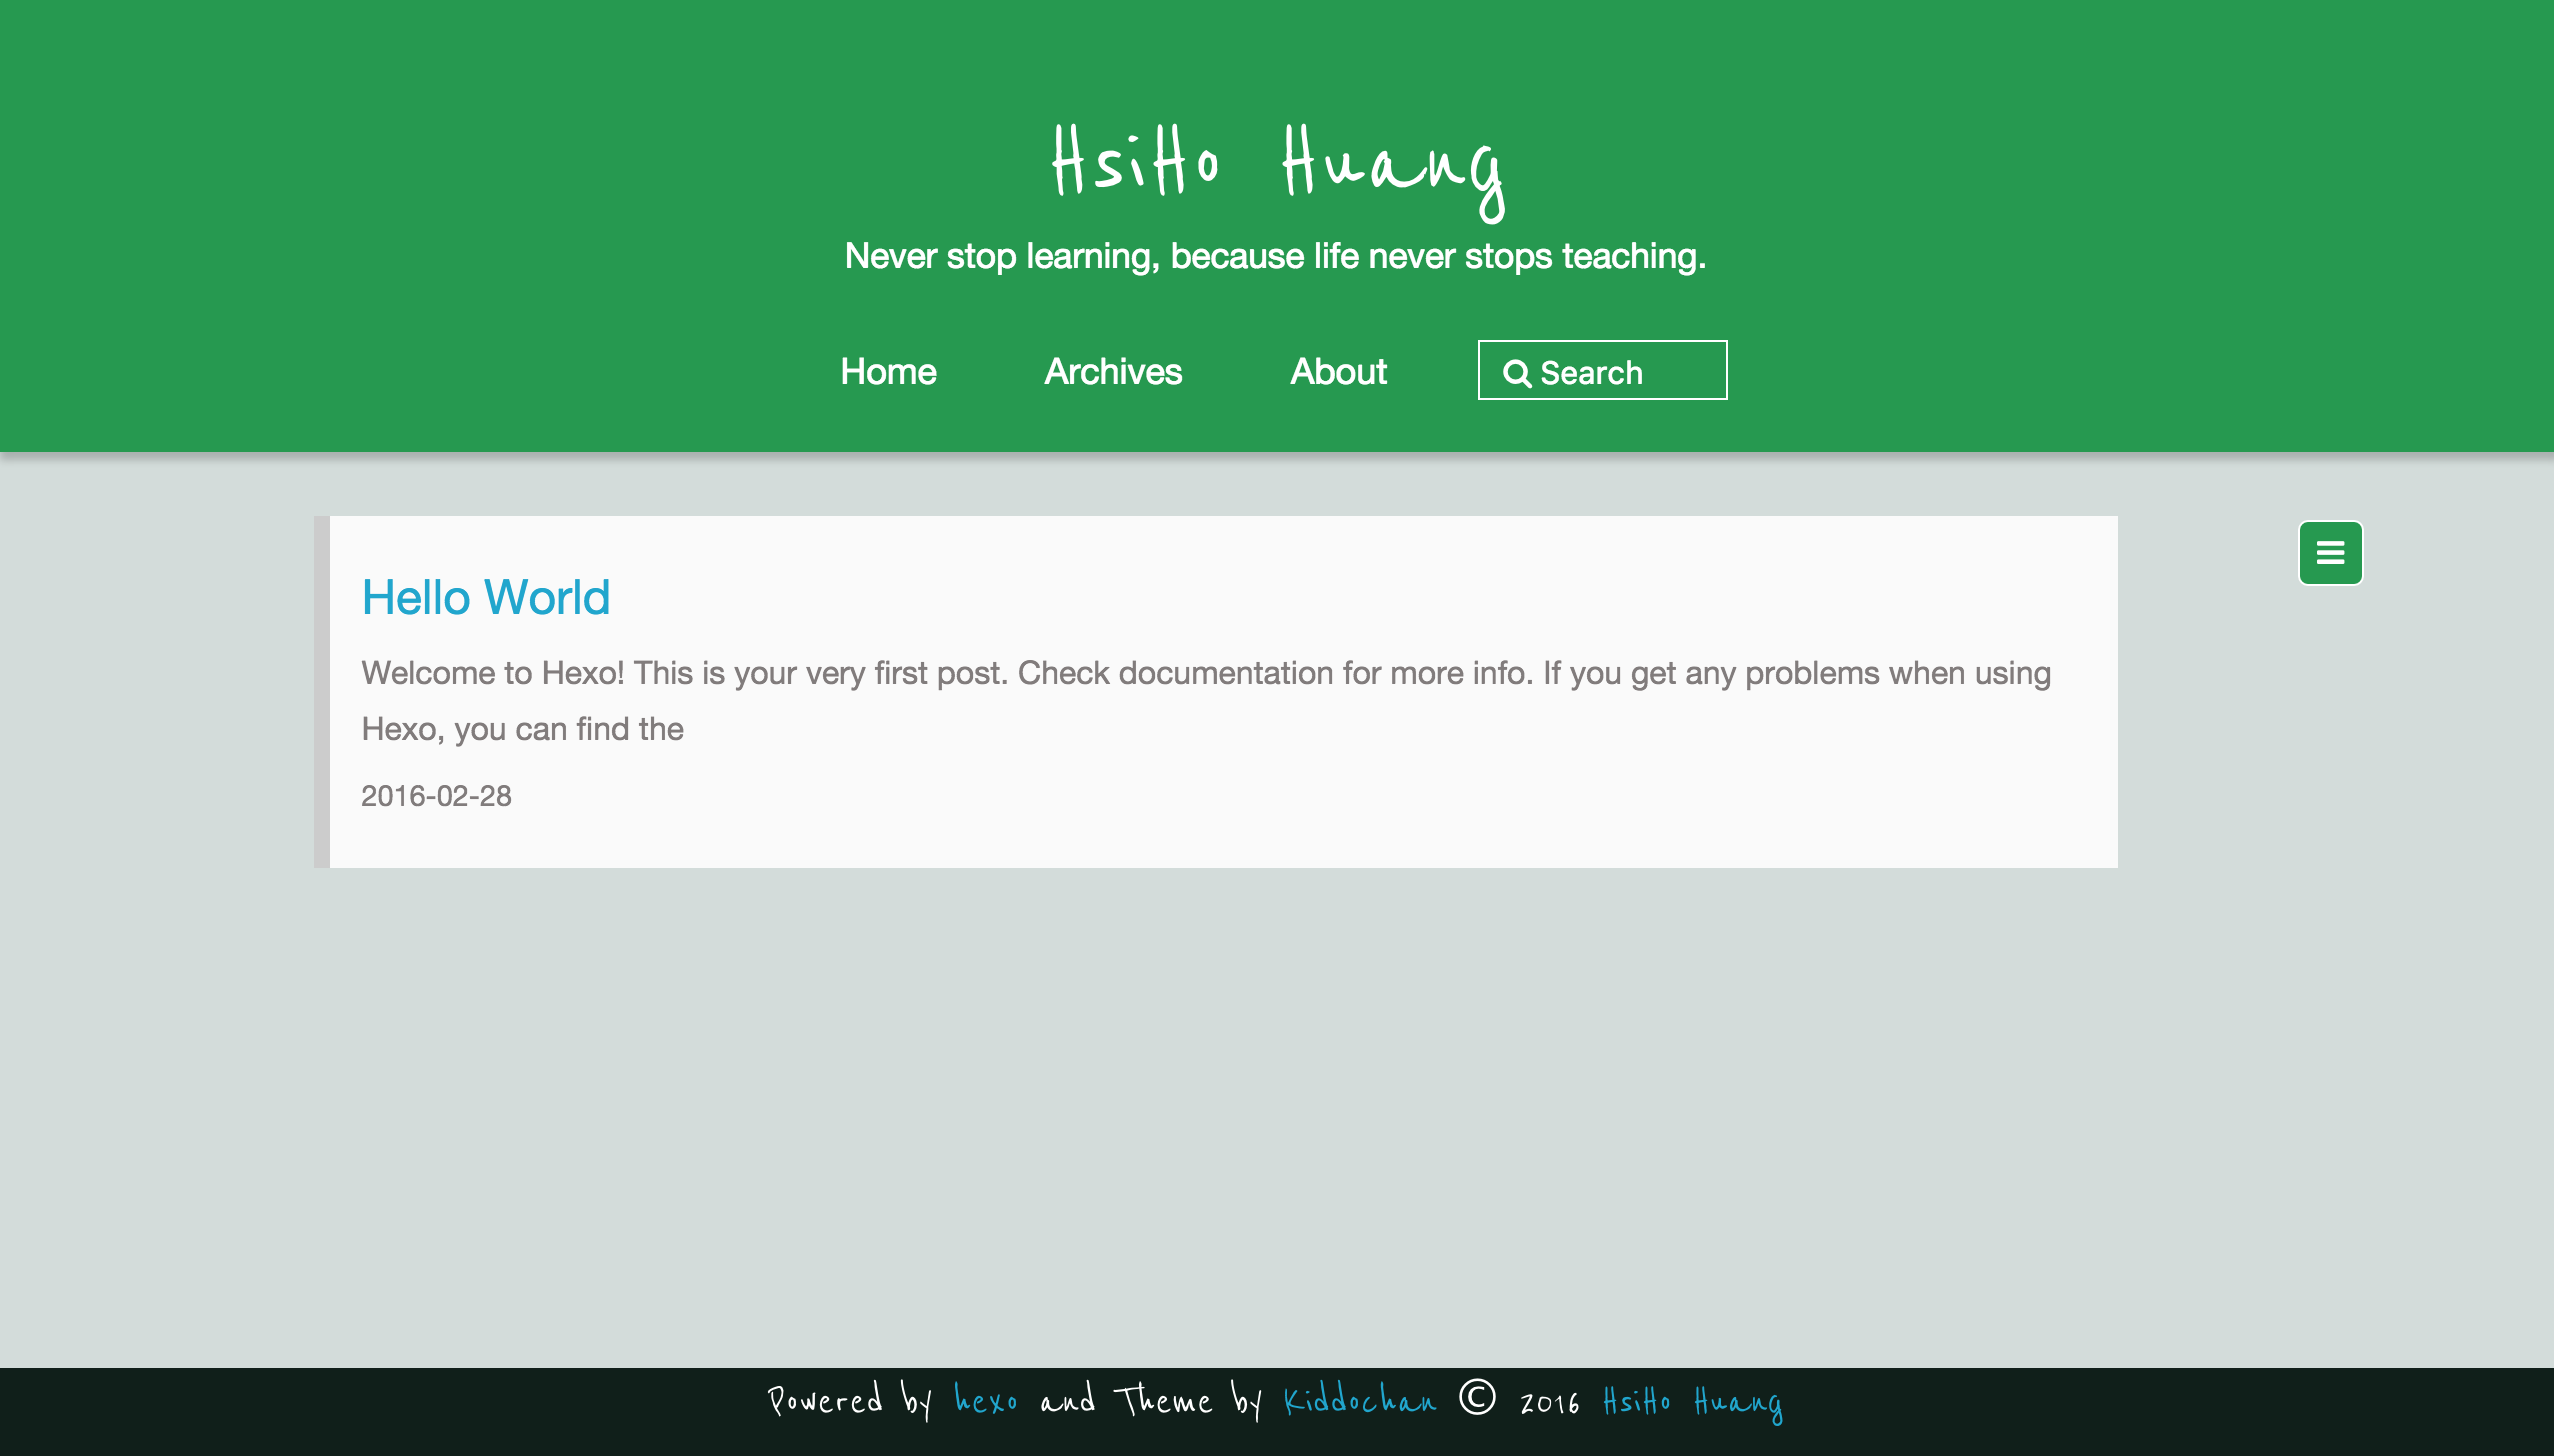 HsiHo Huang
Never stop learning, because life never stops teaching.
Home Archives About Search
Hello World
Welcome to Hexo! This is your very first post. Check documentation for more info. If you get any problems when using
Hexo, you can find the
2016-02-28
Powered by hexo and Theme by Kiddochan © 2016 HsiHo Huang